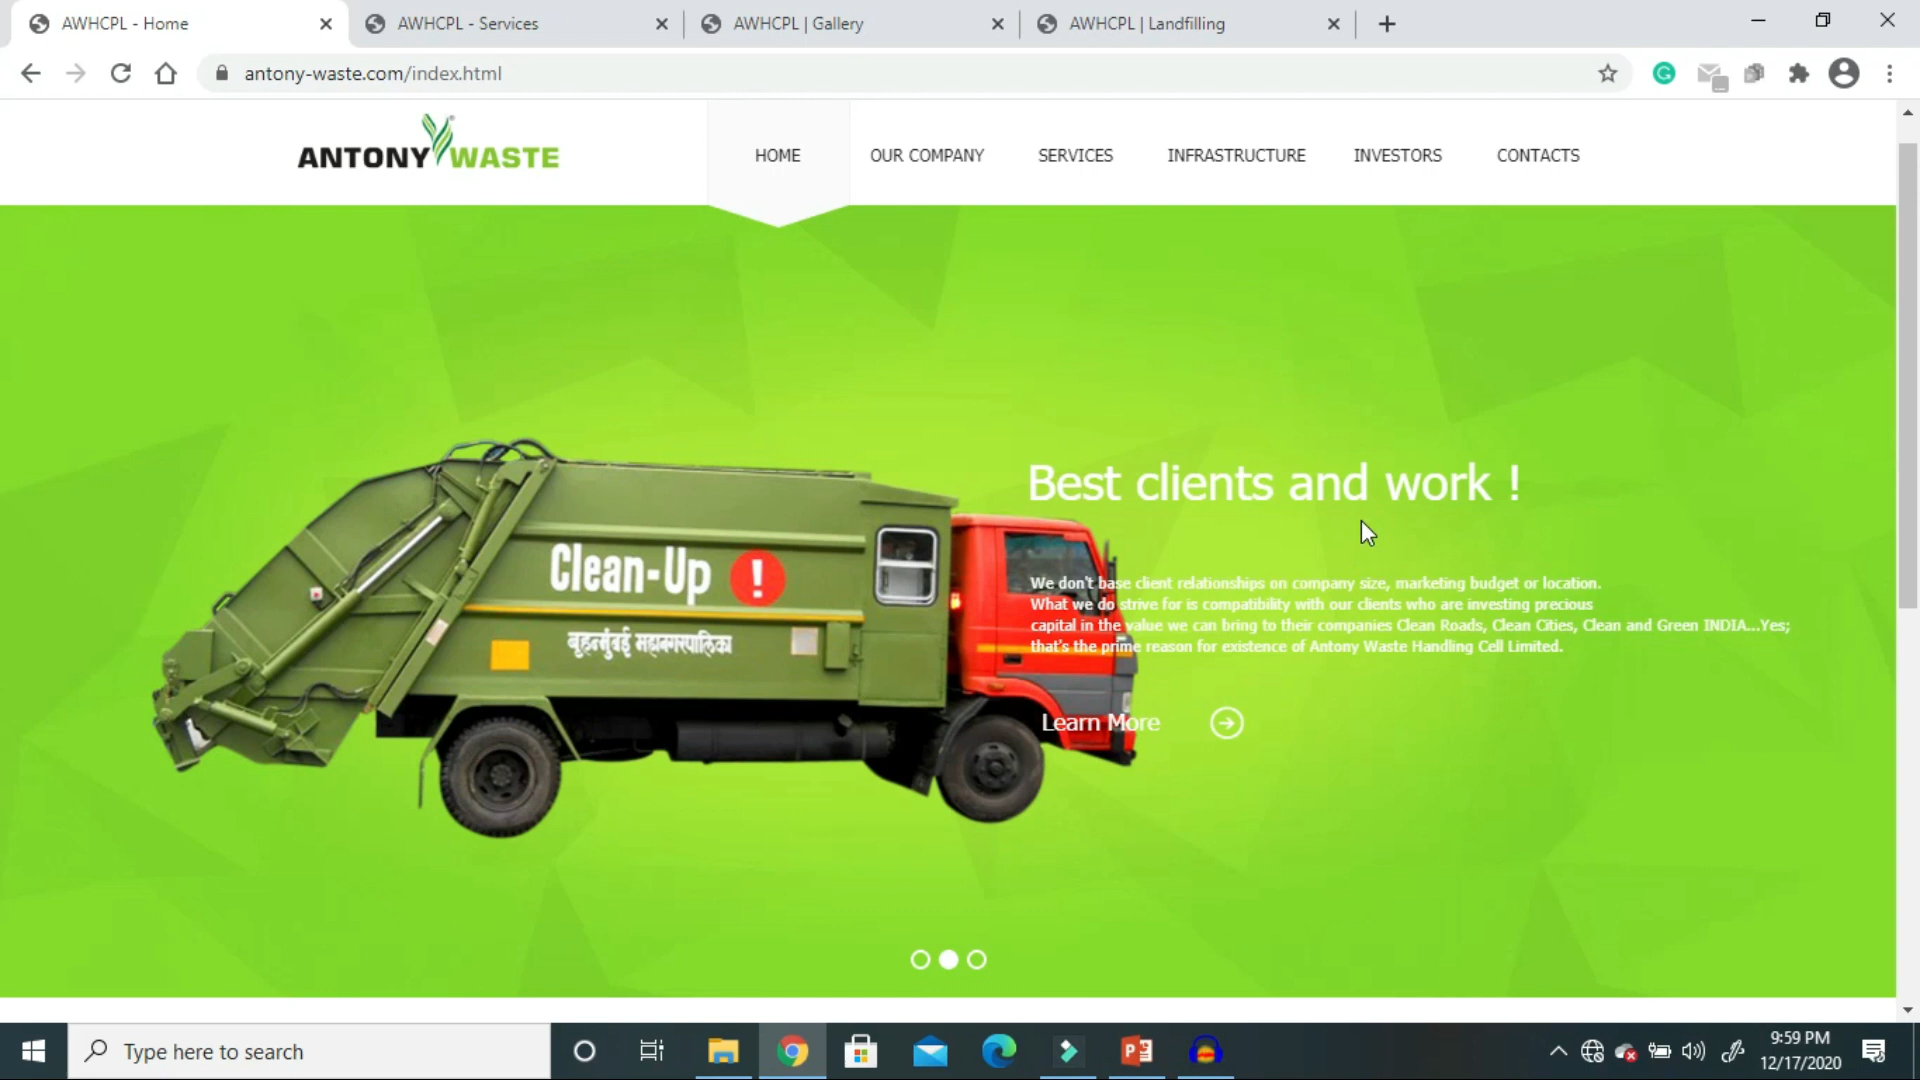 AWHCPL - Home
AWHCPL - Services
AWHCPL | Gallery
AWHCPL | Landfilling
antony-waste.com/index.html
ANTONY WASTE
HOME
OUR COMPANY
SERVICES
INFRASTRUCTURE
INVESTORS
CONTACTS
Best clients and work !
Clean-Up !
बृहन्मुंबई महानगरपालिका
We don't base client relationships on company size, marketing budget or location.
What we do strive for is compatibility with our clients who are investing precious
capital in the value we can bring to their companies Clean Roads, Clean Cities, Clean and Green INDIA...Yes;
that's the prime reason for existence of Antony Waste Handling Cell Limited.
Learn More
Type here to search
9:59 PM
12/17/2020